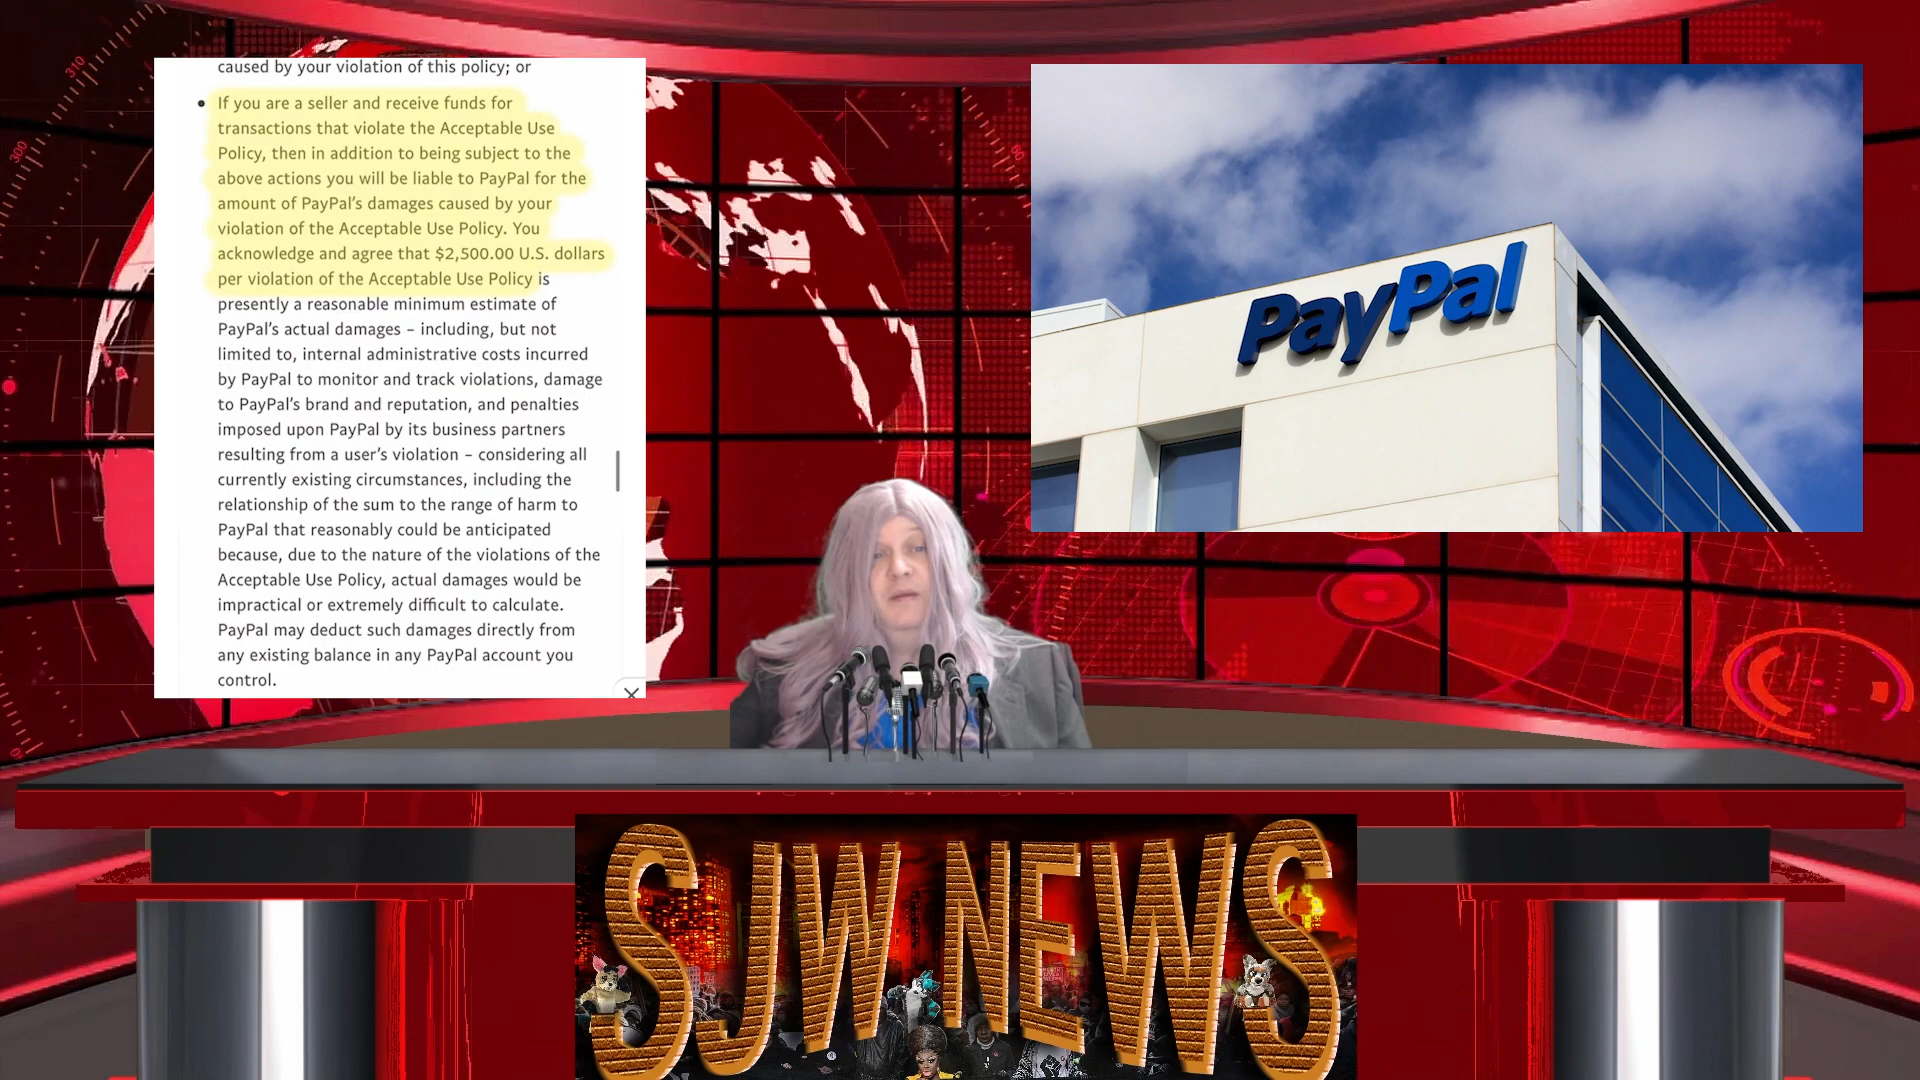 caused by your violation of this policy; or
• If you are a seller and receive funds for
transactions that violate the Acceptable Use
Policy, then in addition to being subject to the
above actions you will be liable to PayPal for the
amount of PayPal’s damages caused by your
violation of the Acceptable Use Policy. You
acknowledge and agree that $2,500.00 U.S. dollars
per violation of the Acceptable Use Policy is
presently a reasonable minimum estimate of
PayPal’s actual damages – including, but not
limited to, internal administrative costs incurred
by PayPal to monitor and track violations, damage
to PayPal’s brand and reputation, and penalties
imposed upon PayPal by its business partners
resulting from a user’s violation – considering all
currently existing circumstances, including the
relationship of the sum to the range of harm to
PayPal that reasonably could be anticipated
because, due to the nature of the violations of the
Acceptable Use Policy, actual damages would be
impractical or extremely difficult to calculate.
PayPal may deduct such damages directly from
any existing balance in any PayPal account you
control.
PayPal
310
300
60
SJW NEWS